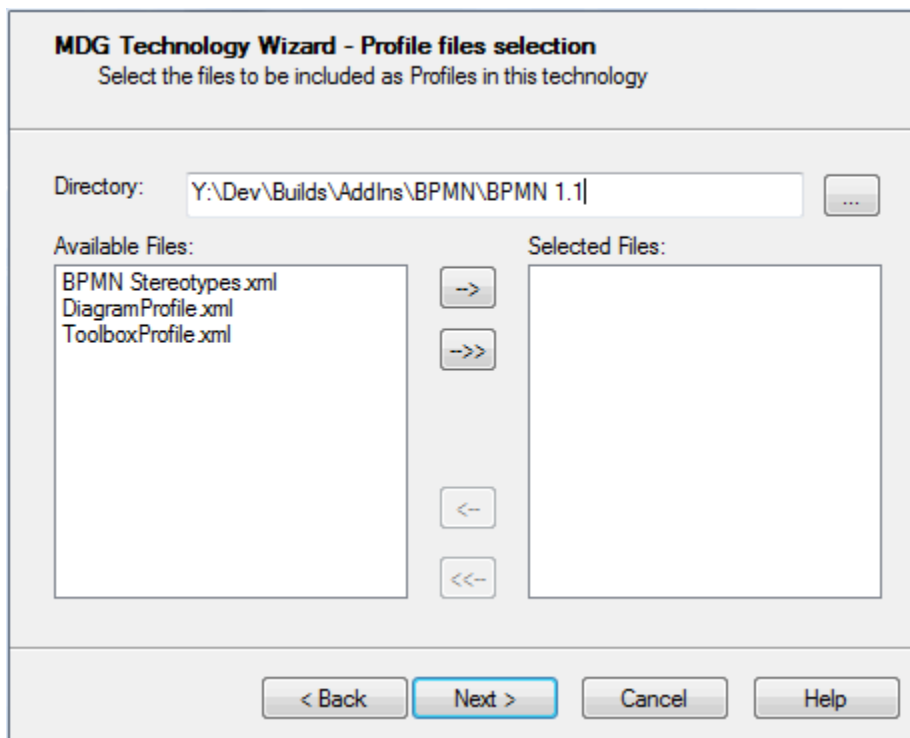 MDG Technology Wizard - Profile files selection
Select the files to be included as Profiles in this technology
Directory: Y:\Dev\Builds\AddIns\BPMN\BPMN 1.1 ...
Available Files: Selected Files:
BPMN Stereotypes.xml
DiagramProfile.xml
ToolboxProfile.xml
-->
-->>
<--
<<--
< Back Next > Cancel Help